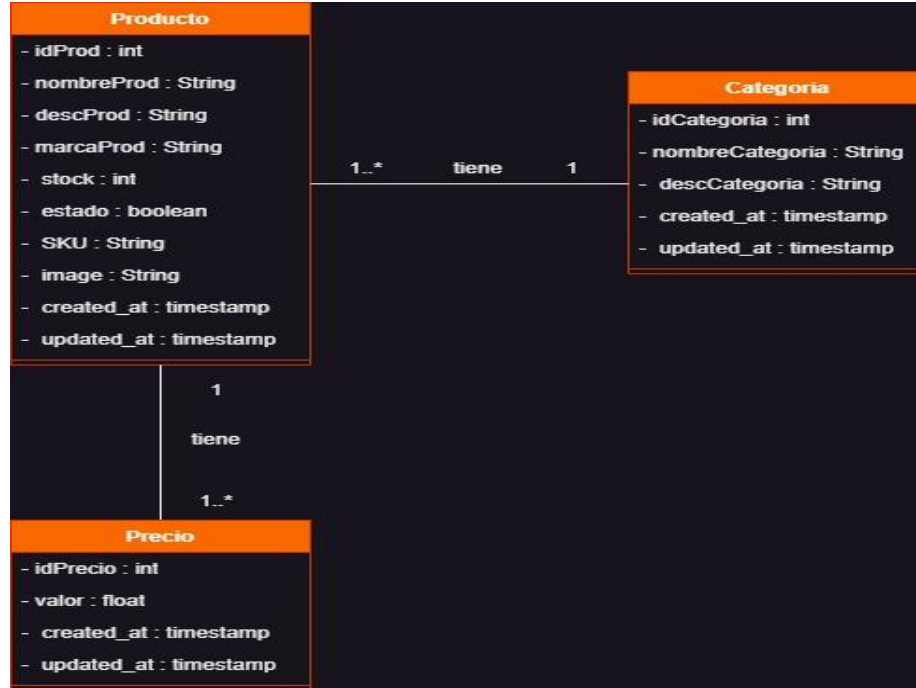 Producto
- idProd : int
- nombreProd : String
- descProd : String
- marcaProd : String
- stock : int
- estado : boolean
- SKU : String
- image : String
- created_at : timestamp
- updated_at : timestamp
1..* tiene 1
Categoria
- idCategoria : int
- nombreCategoria : String
- descCategoria : String
- created_at : timestamp
- updated_at : timestamp
1
tiene
1..*
Precio
- idPrecio : int
- valor : float
- created_at : timestamp
- updated_at : timestamp